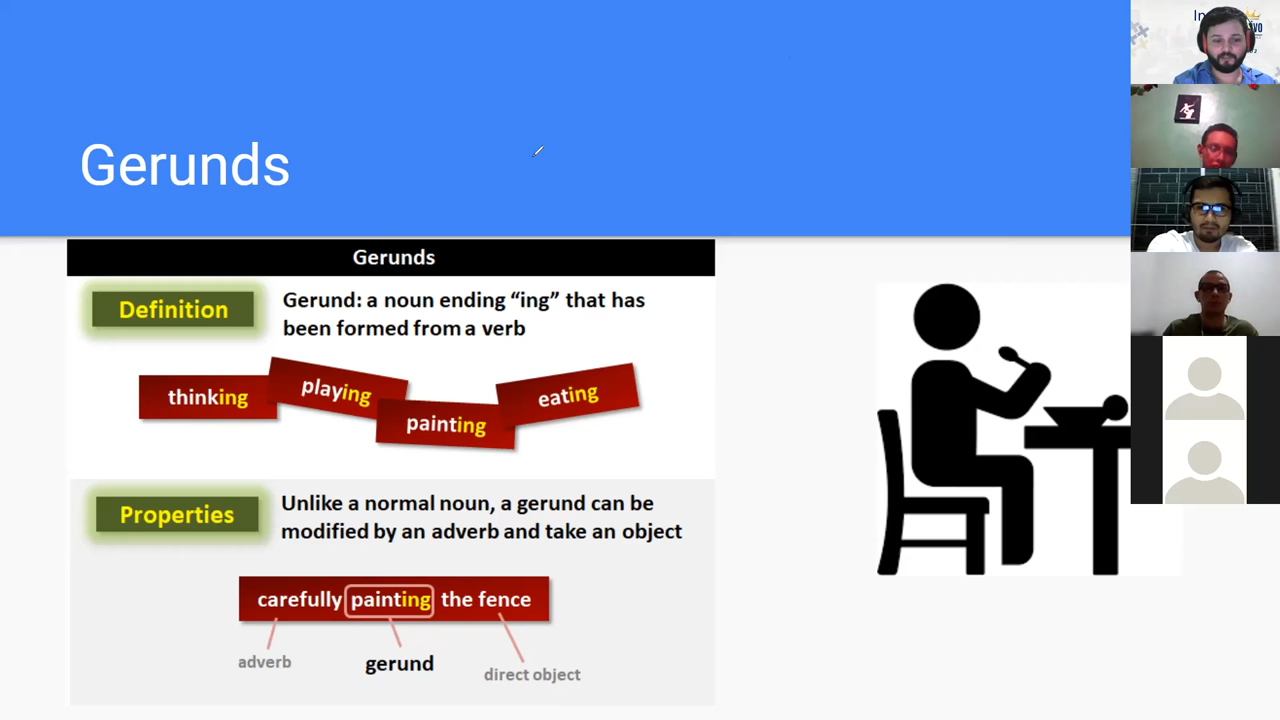 Gerunds
Gerunds
Definition
Gerund: a noun ending “ing” that has
been formed from a verb
thinking
playing
painting
eating
Properties
Unlike a normal noun, a gerund can be
modified by an adverb and take an object
carefully painting the fence
adverb
gerund
direct object